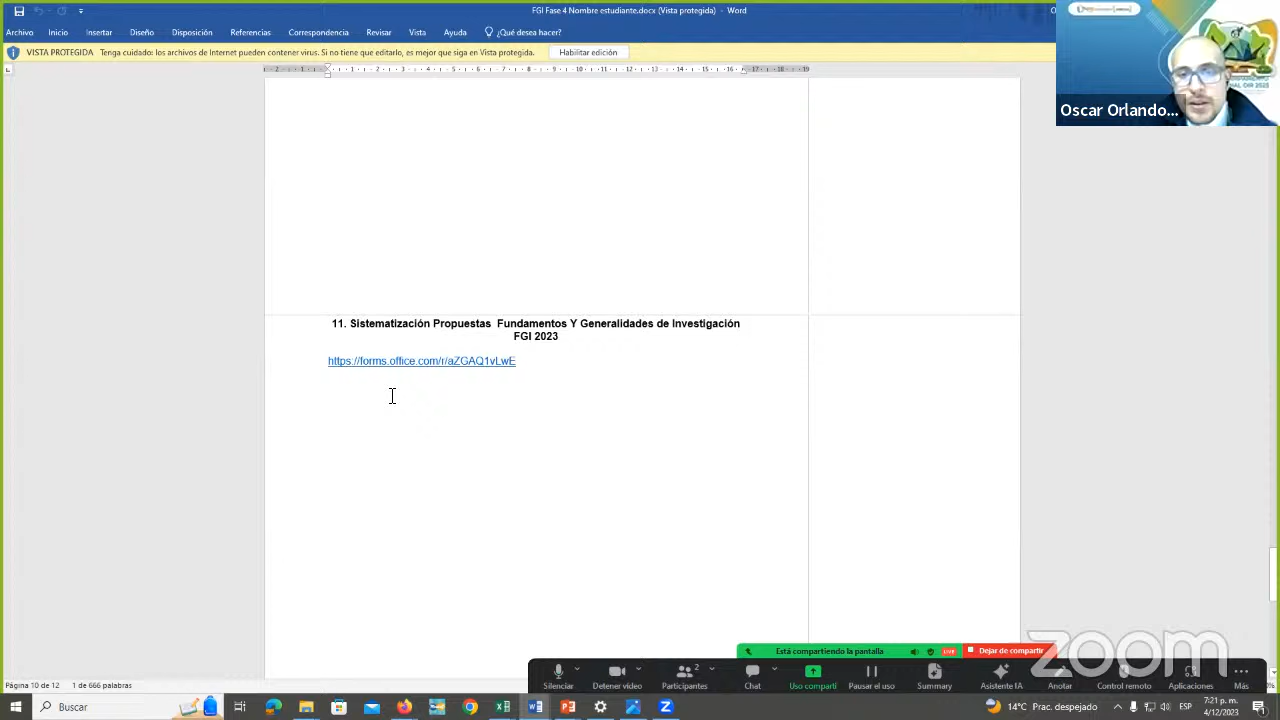 FGI Fase 4 Nombre estudiante.docx (Vista protegida) - Word
Archivo Inicio Insertar Diseño Disposición Referencias Correspondencia Revisar Vista Ayuda ¿Qué desea hacer?
VISTA PROTEGIDA Tenga cuidado: los archivos de Internet pueden contener virus. Si no tiene que editarlo, es mejor que siga en Vista protegida. Habilitar edición
Oscar Orlando...
11. Sistematización Propuestas Fundamentos Y Generalidades de Investigación
FGI 2023
https://forms.office.com/r/aZGAQ1vLwE
zoom
Está compartiendo la pantalla LIVE Dejar de compartir
Silenciar Detener vídeo Participantes 2 Chat Uso comparti Pausar el uso Summary Asistente IA Anotar Control remoto Aplicaciones Más
Página 10 de 12 1 de 666 palabras
Buscar 14°C Prac. despejado ESP 7:21 p. m.
4/12/2023